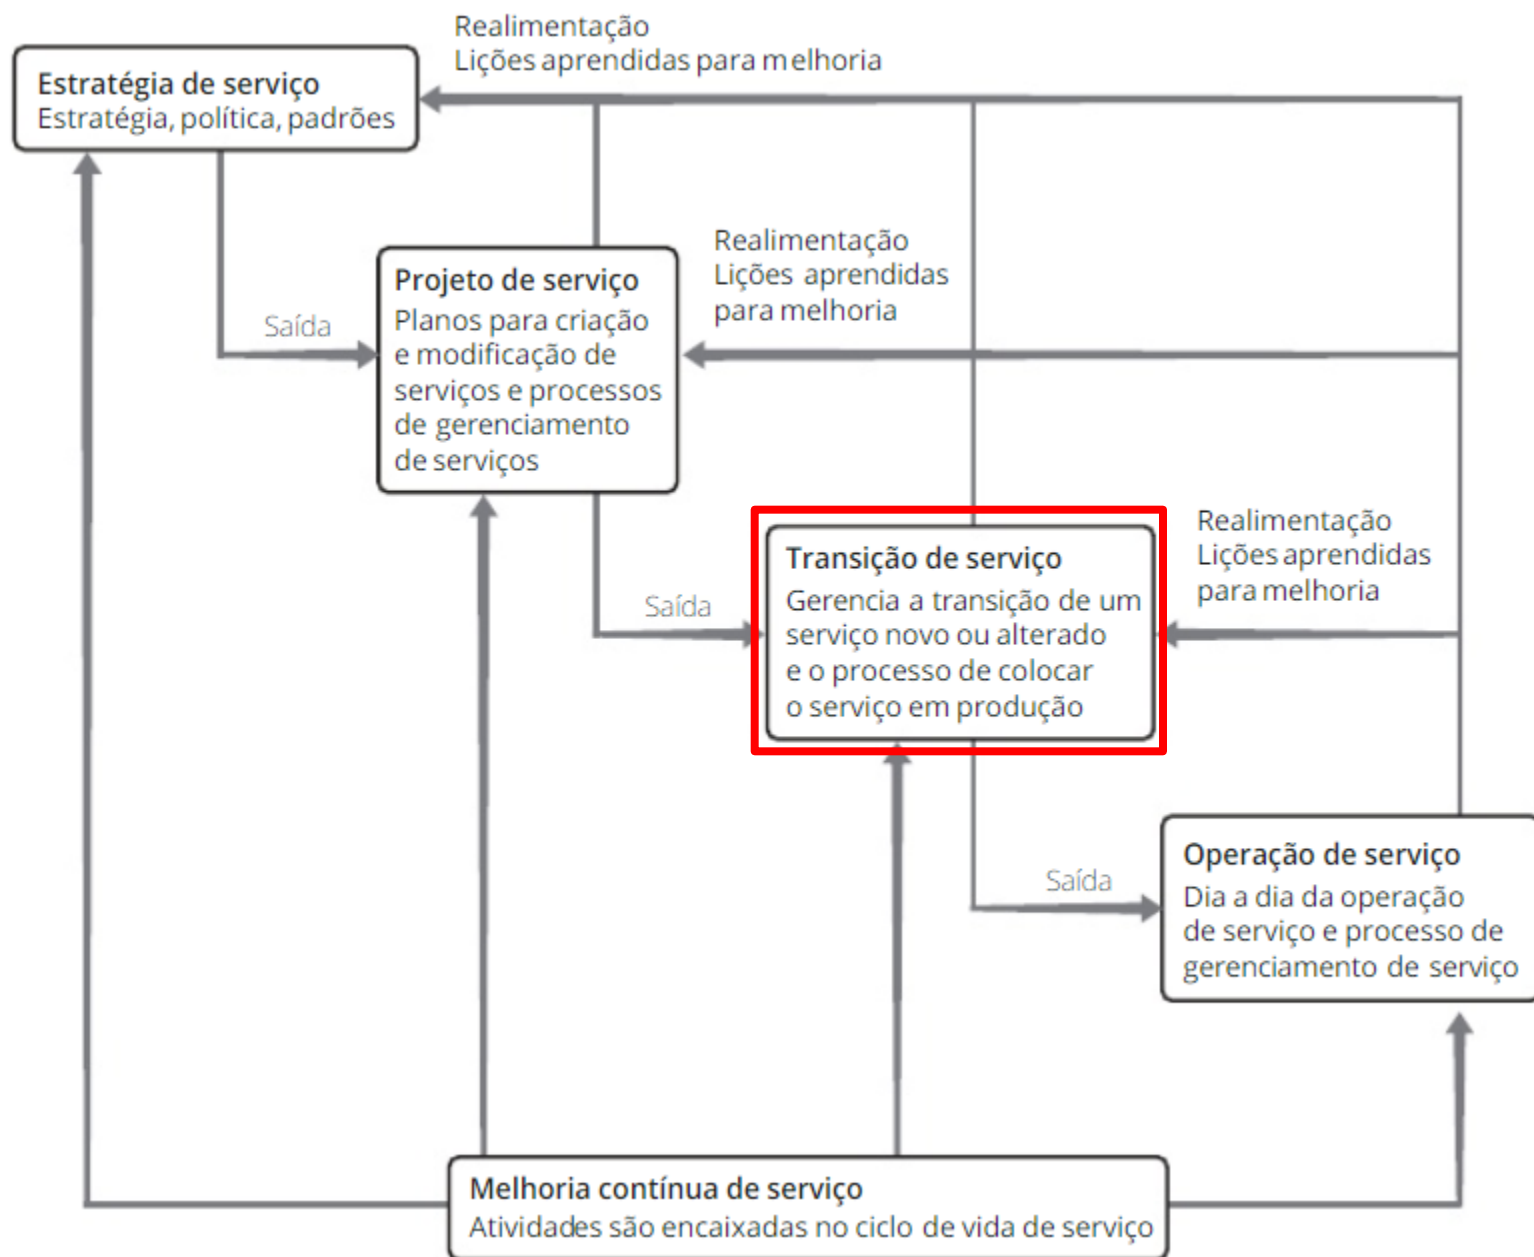 Realimentação
Lições aprendidas para melhoria
Estratégia de serviço
Estratégia, política, padrões
Realimentação
Lições aprendidas
para melhoria
Projeto de serviço
Planos para criação
e modificação de
serviços e processos
de gerenciamento
de serviços
Saída
Realimentação
Lições aprendidas
para melhoria
Transição de serviço
Gerencia a transição de um
serviço novo ou alterado
e o processo de colocar
o serviço em produção
Saída
Operação de serviço
Dia a dia da operação
de serviço e processo de
gerenciamento de serviço
Saída
Melhoria contínua de serviço
Atividades são encaixadas no ciclo de vida de serviço